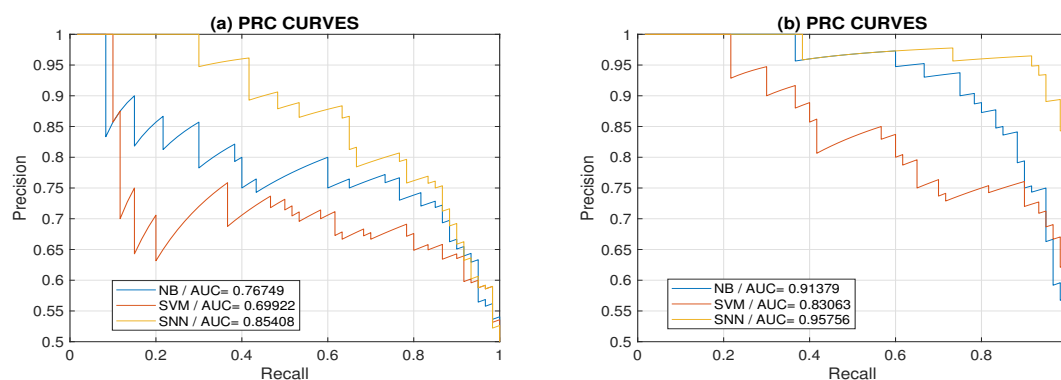 (a) PRC CURVES
1
0.95
0.9
0.85
0.8
0.75
0.7
0.65
0.6
0.55
0.5
Precision
NB / AUC= 0.76749
SVM / AUC= 0.69922
SNN / AUC= 0.85408
0 0.2 0.4 0.6 0.8 1
Recall
(b) PRC CURVES
1
0.95
0.9
0.85
0.8
0.75
0.7
0.65
0.6
0.55
0.5
Precision
NB / AUC= 0.91379
SVM / AUC= 0.83063
SNN / AUC= 0.95756
0 0.2 0.4 0.6 0.8
Recall